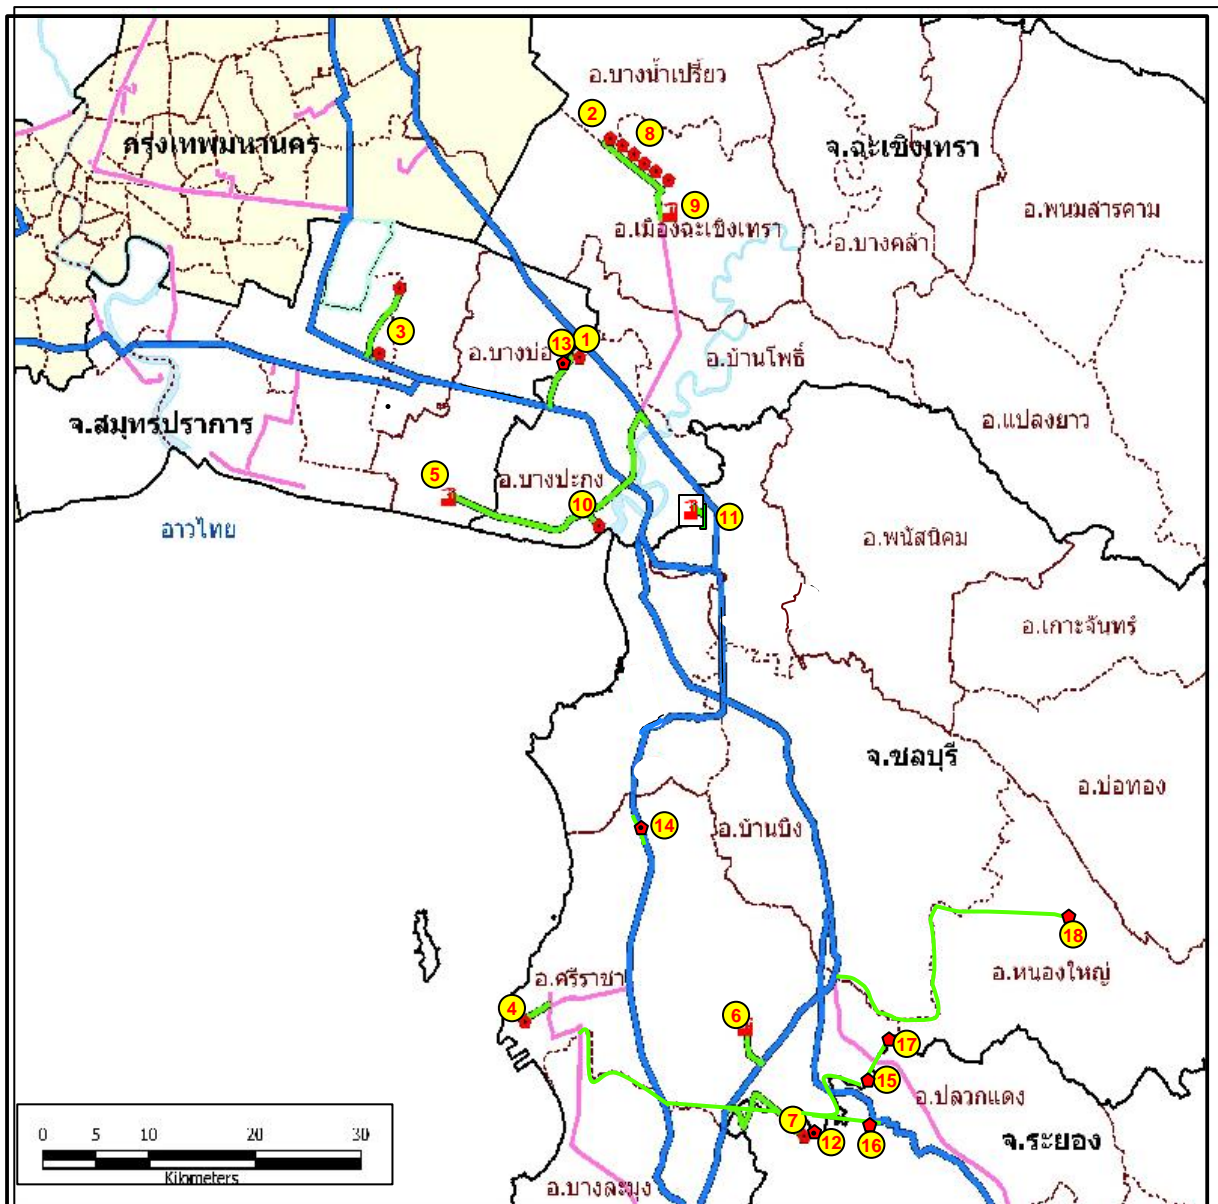 อ.บางน้ำเปรี้ยว
2
8
กรุงเทพมหานคร
จ.ฉะเชิงเทรา
9
อ.พนมสารคาม
อ.เมืองฉะเชิงเทรา
อ.บางคล้า
3
13
1
อ.บางบ่อ
อ.บ้านโพธิ์
จ.สมุทรปราการ
อ.แปลงยาว
5
อ.บางปะกง
10
11
อ่าวไทย
อ.พนัสนิคม
อ.เกาะจันทร์
จ.ชลบุรี
อ.บ่อทอง
14
อ.บ้านบึง
18
อ.ศรีราชา
อ.หนองใหญ่
4
6
17
15
อ.ปลวกแดง
7
12
16
จ.ระยอง
0 5 10 20 30
Kilometers
อ.บางละมุง